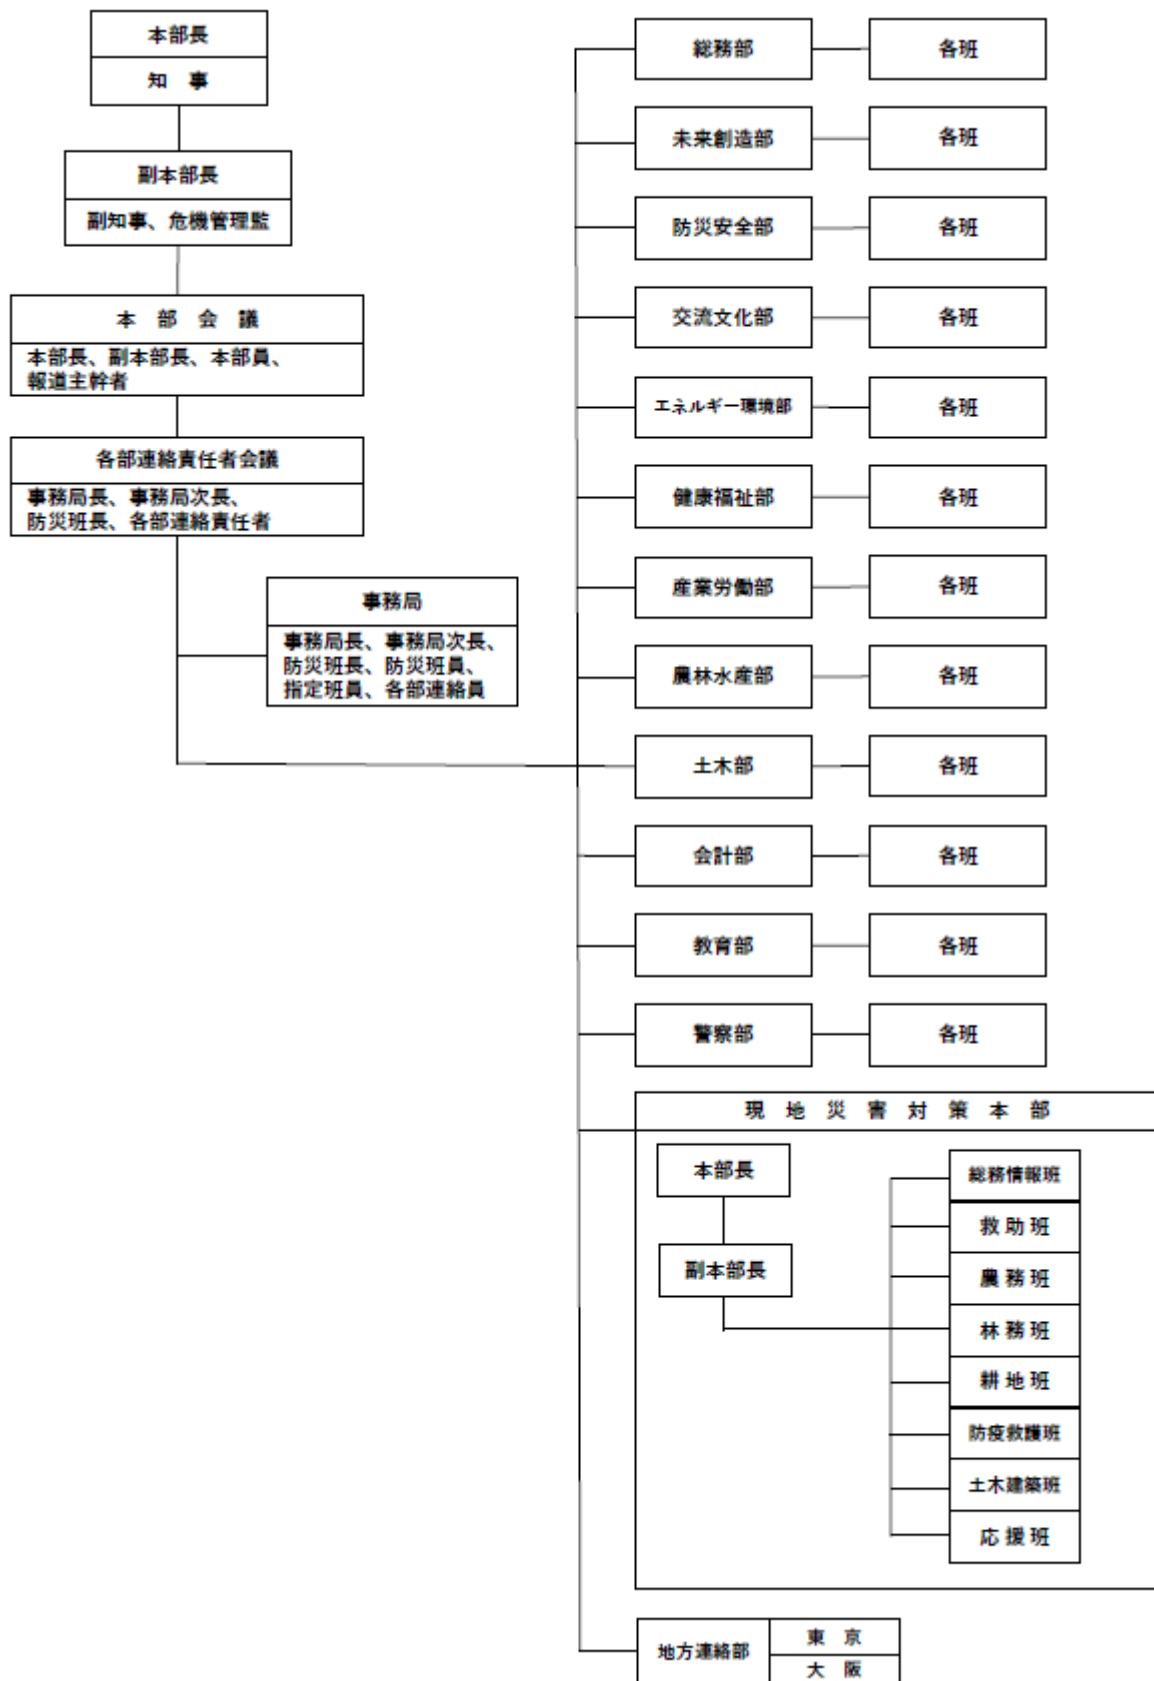 本部長
知　事
副本部長
副知事、危機管理監
本　部　会　議
本部長、副本部長、本部員、
報道主幹者
各部連絡責任者会議
事務局長、事務局次長、
防災班長、各部連絡責任者
事務局
事務局長、事務局次長、
防災班長、防災班員、
指定班員、各部連絡員
総務部　各班
未来創造部　各班
防災安全部　各班
交流文化部　各班
エネルギー環境部　各班
健康福祉部　各班
産業労働部　各班
農林水産部　各班
土木部　各班
会計部　各班
教育部　各班
警察部　各班
現　地　災　害　対　策　本　部
本部長
副本部長
総務情報班
救 助 班
農 務 班
林 務 班
耕 地 班
防疫救護班
土木建築班
応 援 班
地方連絡部
東　京
大　阪